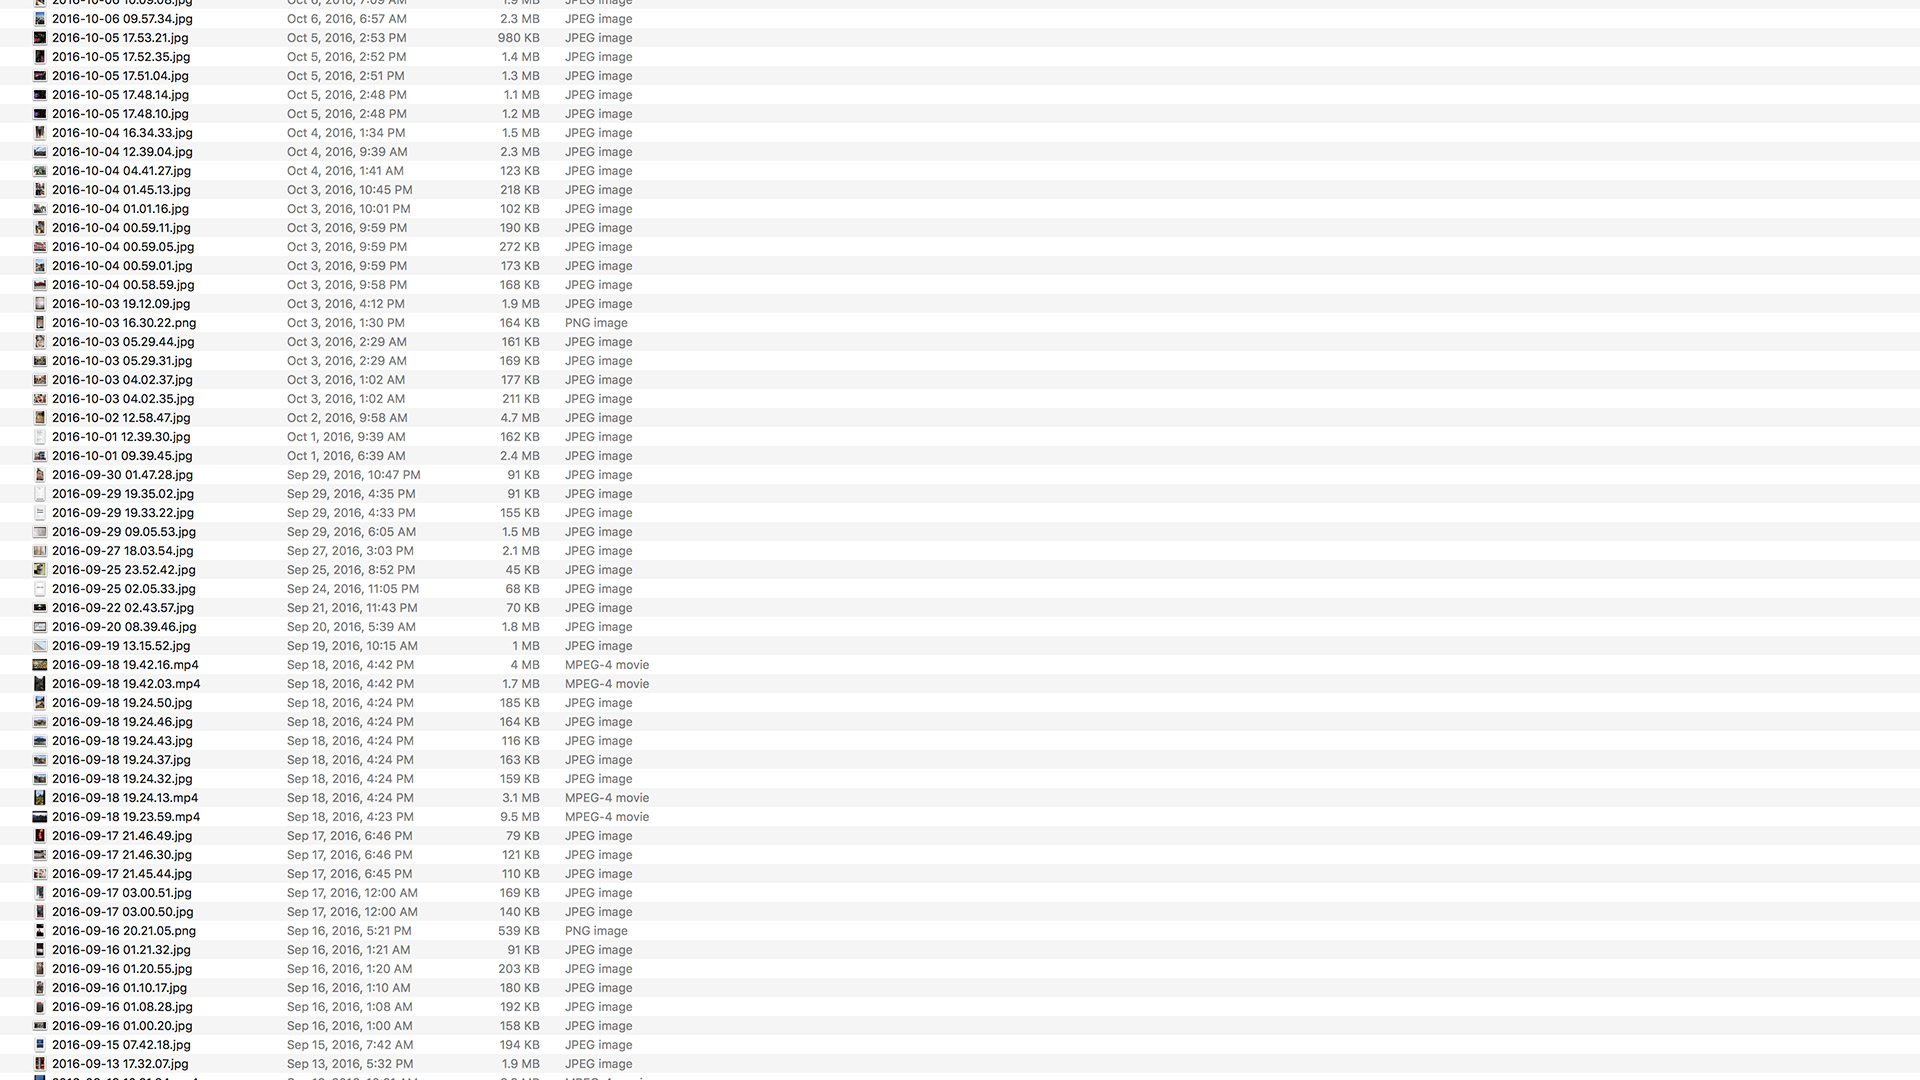 2016-10-06 10.09.08.jpg Oct 6, 2016, 7:09 AM 1.9 MB JPEG image
2016-10-06 09.57.34.jpg Oct 6, 2016, 6:57 AM 2.3 MB JPEG image
2016-10-05 17.53.21.jpg Oct 5, 2016, 2:53 PM 980 KB JPEG image
2016-10-05 17.52.35.jpg Oct 5, 2016, 2:52 PM 1.4 MB JPEG image
2016-10-05 17.51.04.jpg Oct 5, 2016, 2:51 PM 1.3 MB JPEG image
2016-10-05 17.48.14.jpg Oct 5, 2016, 2:48 PM 1.1 MB JPEG image
2016-10-05 17.48.10.jpg Oct 5, 2016, 2:48 PM 1.2 MB JPEG image
2016-10-04 16.34.33.jpg Oct 4, 2016, 1:34 PM 1.5 MB JPEG image
2016-10-04 12.39.04.jpg Oct 4, 2016, 9:39 AM 2.3 MB JPEG image
2016-10-04 04.41.27.jpg Oct 4, 2016, 1:41 AM 123 KB JPEG image
2016-10-04 01.45.13.jpg Oct 3, 2016, 10:45 PM 218 KB JPEG image
2016-10-04 01.01.16.jpg Oct 3, 2016, 10:01 PM 102 KB JPEG image
2016-10-04 00.59.11.jpg Oct 3, 2016, 9:59 PM 190 KB JPEG image
2016-10-04 00.59.05.jpg Oct 3, 2016, 9:59 PM 272 KB JPEG image
2016-10-04 00.59.01.jpg Oct 3, 2016, 9:59 PM 173 KB JPEG image
2016-10-04 00.58.59.jpg Oct 3, 2016, 9:58 PM 168 KB JPEG image
2016-10-03 19.12.09.jpg Oct 3, 2016, 4:12 PM 1.9 MB JPEG image
2016-10-03 16.30.22.png Oct 3, 2016, 1:30 PM 164 KB PNG image
2016-10-03 05.29.44.jpg Oct 3, 2016, 2:29 AM 161 KB JPEG image
2016-10-03 05.29.31.jpg Oct 3, 2016, 2:29 AM 169 KB JPEG image
2016-10-03 04.02.37.jpg Oct 3, 2016, 1:02 AM 177 KB JPEG image
2016-10-03 04.02.35.jpg Oct 3, 2016, 1:02 AM 211 KB JPEG image
2016-10-02 12.58.47.jpg Oct 2, 2016, 9:58 AM 4.7 MB JPEG image
2016-10-01 12.39.30.jpg Oct 1, 2016, 9:39 AM 162 KB JPEG image
2016-10-01 09.39.45.jpg Oct 1, 2016, 6:39 AM 2.4 MB JPEG image
2016-09-30 01.47.28.jpg Sep 29, 2016, 10:47 PM 91 KB JPEG image
2016-09-29 19.35.02.jpg Sep 29, 2016, 4:35 PM 91 KB JPEG image
2016-09-29 19.33.22.jpg Sep 29, 2016, 4:33 PM 155 KB JPEG image
2016-09-29 09.05.53.jpg Sep 29, 2016, 6:05 AM 1.5 MB JPEG image
2016-09-27 18.03.54.jpg Sep 27, 2016, 3:03 PM 2.1 MB JPEG image
2016-09-25 23.52.42.jpg Sep 25, 2016, 8:52 PM 45 KB JPEG image
2016-09-25 02.05.33.jpg Sep 24, 2016, 11:05 PM 68 KB JPEG image
2016-09-22 02.43.57.jpg Sep 21, 2016, 11:43 PM 70 KB JPEG image
2016-09-20 08.39.46.jpg Sep 20, 2016, 5:39 AM 1.8 MB JPEG image
2016-09-19 13.15.52.jpg Sep 19, 2016, 10:15 AM 1 MB JPEG image
2016-09-18 19.42.16.mp4 Sep 18, 2016, 4:42 PM 4 MB MPEG-4 movie
2016-09-18 19.42.03.mp4 Sep 18, 2016, 4:42 PM 1.7 MB MPEG-4 movie
2016-09-18 19.24.50.jpg Sep 18, 2016, 4:24 PM 185 KB JPEG image
2016-09-18 19.24.46.jpg Sep 18, 2016, 4:24 PM 164 KB JPEG image
2016-09-18 19.24.43.jpg Sep 18, 2016, 4:24 PM 116 KB JPEG image
2016-09-18 19.24.37.jpg Sep 18, 2016, 4:24 PM 163 KB JPEG image
2016-09-18 19.24.32.jpg Sep 18, 2016, 4:24 PM 159 KB JPEG image
2016-09-18 19.24.13.mp4 Sep 18, 2016, 4:24 PM 3.1 MB MPEG-4 movie
2016-09-18 19.23.59.mp4 Sep 18, 2016, 4:23 PM 9.5 MB MPEG-4 movie
2016-09-17 21.46.49.jpg Sep 17, 2016, 6:46 PM 79 KB JPEG image
2016-09-17 21.46.30.jpg Sep 17, 2016, 6:46 PM 121 KB JPEG image
2016-09-17 21.45.44.jpg Sep 17, 2016, 6:45 PM 110 KB JPEG image
2016-09-17 03.00.51.jpg Sep 17, 2016, 12:00 AM 169 KB JPEG image
2016-09-17 03.00.50.jpg Sep 17, 2016, 12:00 AM 140 KB JPEG image
2016-09-16 20.21.05.png Sep 16, 2016, 5:21 PM 539 KB PNG image
2016-09-16 01.21.32.jpg Sep 16, 2016, 1:21 AM 91 KB JPEG image
2016-09-16 01.20.55.jpg Sep 16, 2016, 1:20 AM 203 KB JPEG image
2016-09-16 01.10.17.jpg Sep 16, 2016, 1:10 AM 180 KB JPEG image
2016-09-16 01.08.28.jpg Sep 16, 2016, 1:08 AM 192 KB JPEG image
2016-09-16 01.00.20.jpg Sep 16, 2016, 1:00 AM 158 KB JPEG image
2016-09-15 07.42.18.jpg Sep 15, 2016, 7:42 AM 194 KB JPEG image
2016-09-13 17.32.07.jpg Sep 13, 2016, 5:32 PM 1.9 MB JPEG image